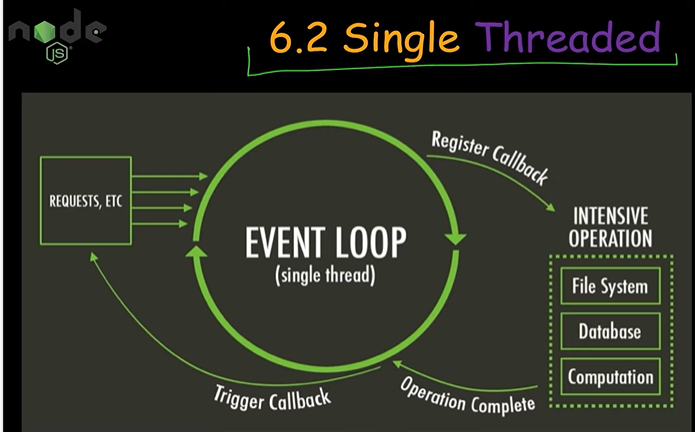 node
JS
6.2 Single Threaded
REQUESTS, ETC
EVENT LOOP
(single thread)
Register Callback
INTENSIVE
OPERATION
File System
Database
Computation
Operation Complete
Trigger Callback